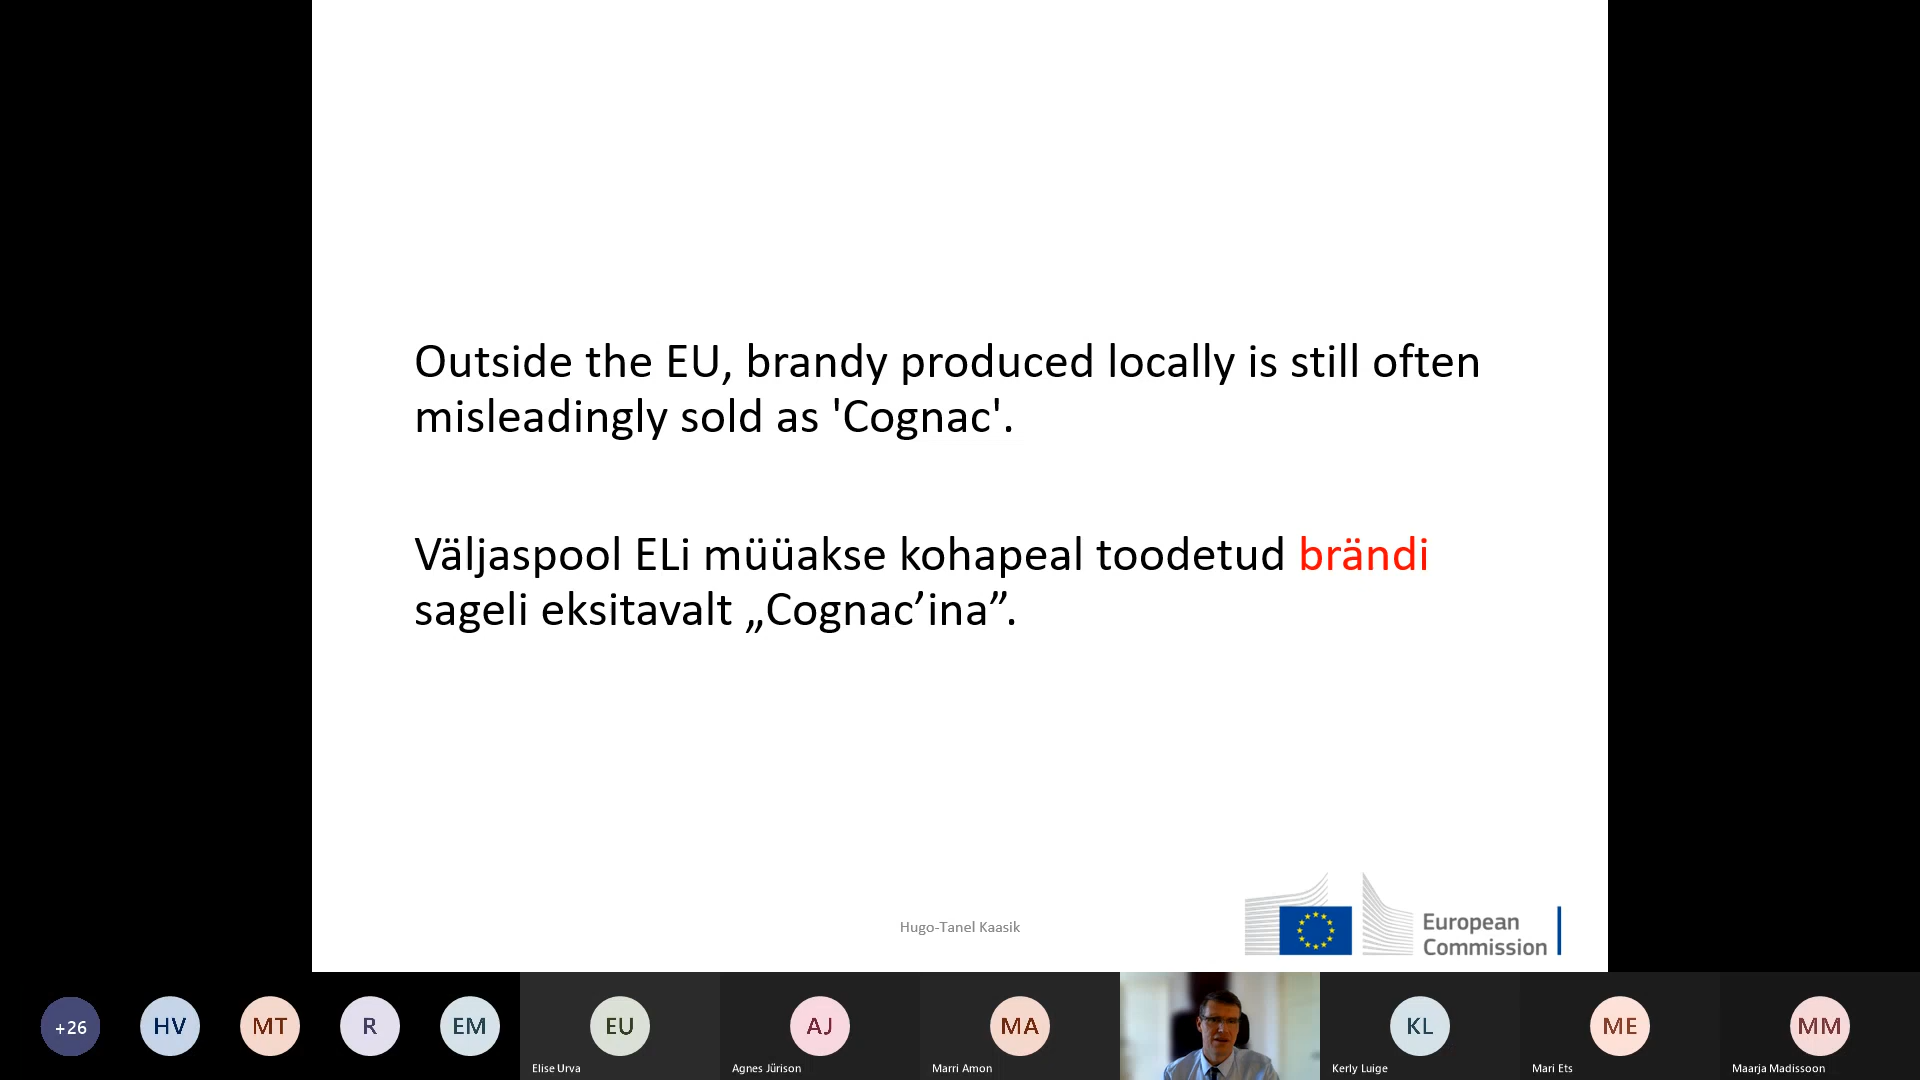 Outside the EU, brandy produced locally is still often
misleadingly sold as 'Cognac'.
Väljaspool ELi müüakse kohapeal toodetud brändi
sageli eksitavalt „Cognac’ina”.
Hugo-Tanel Kaasik
European
Commission
+26
HV
MT
R
EM
EU
Elise Urva
AJ
Agnes Jürison
MA
Marri Amon
KL
Kerly Luige
ME
Mari Ets
MM
Maarja Madissoon